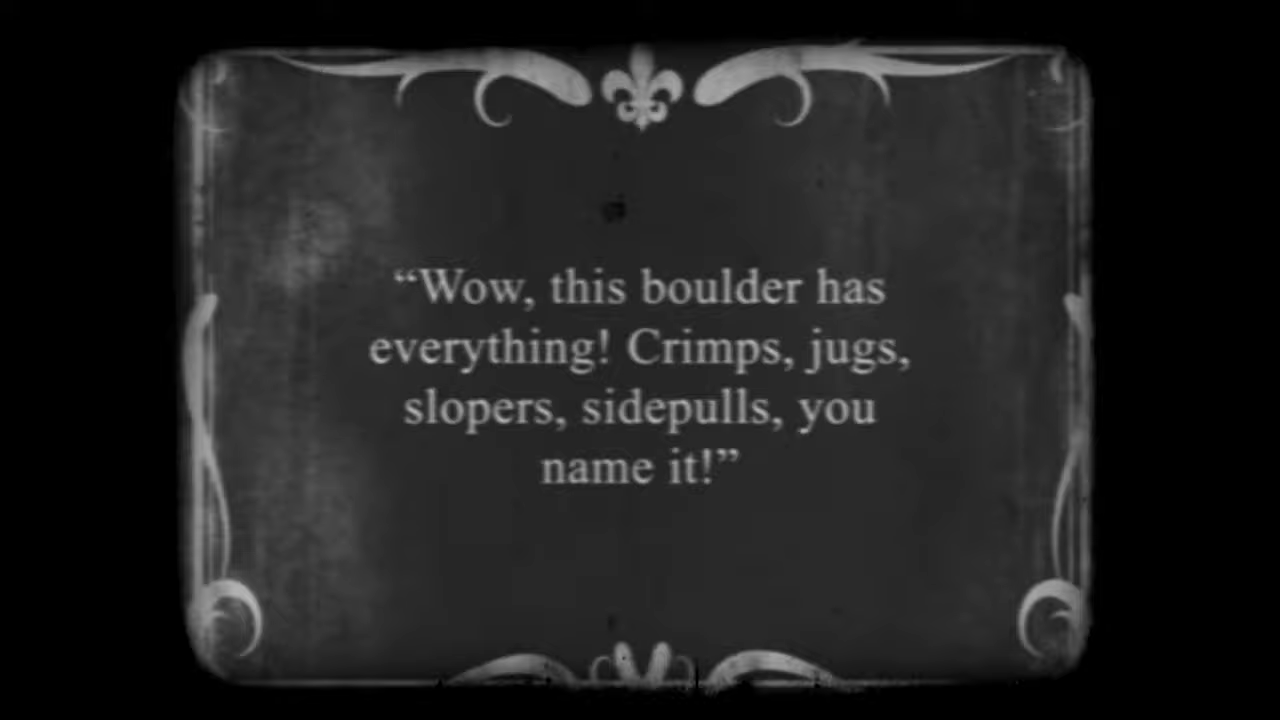 “Wow, this boulder has
everything! Crimps, jugs,
slopers, sidepulls, you
name it!”